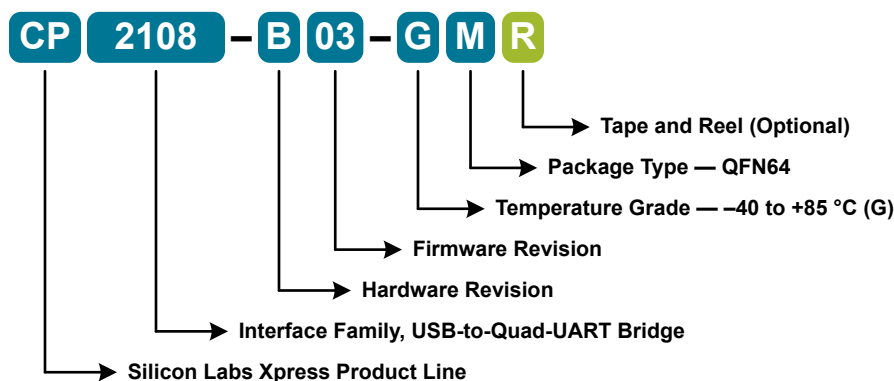 CP 2108 – B 03 – G M R
Tape and Reel (Optional)
Package Type — QFN64
Temperature Grade — –40 to +85 °C (G)
Firmware Revision
Hardware Revision
Interface Family, USB-to-Quad-UART Bridge
Silicon Labs Xpress Product Line